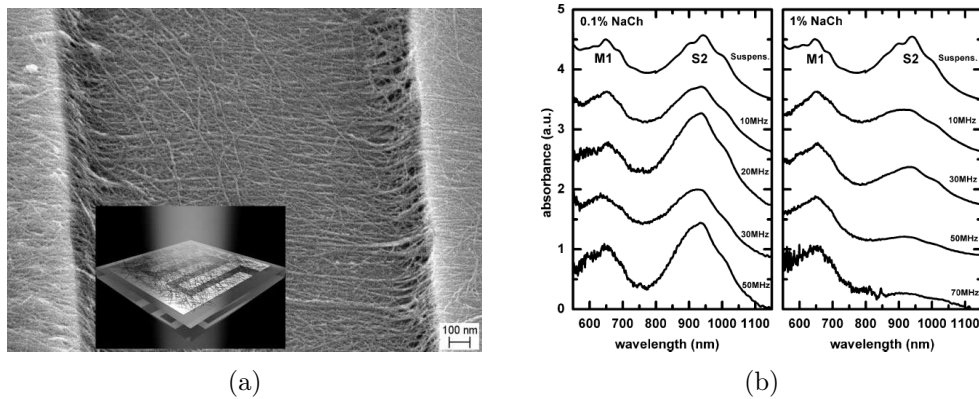 100 nm
(a)
0.1% NaCh
1% NaCh
M1
S2
Suspens.
10MHz
20MHz
30MHz
50MHz
M1
S2
Suspens.
10MHz
30MHz
50MHz
70MHz
absorbance (a.u.)
5
4
3
2
1
0
600 700 800 900 1000 1100
600 700 800 900 1000 1100
wavelength (nm)
wavelength (nm)
(b)